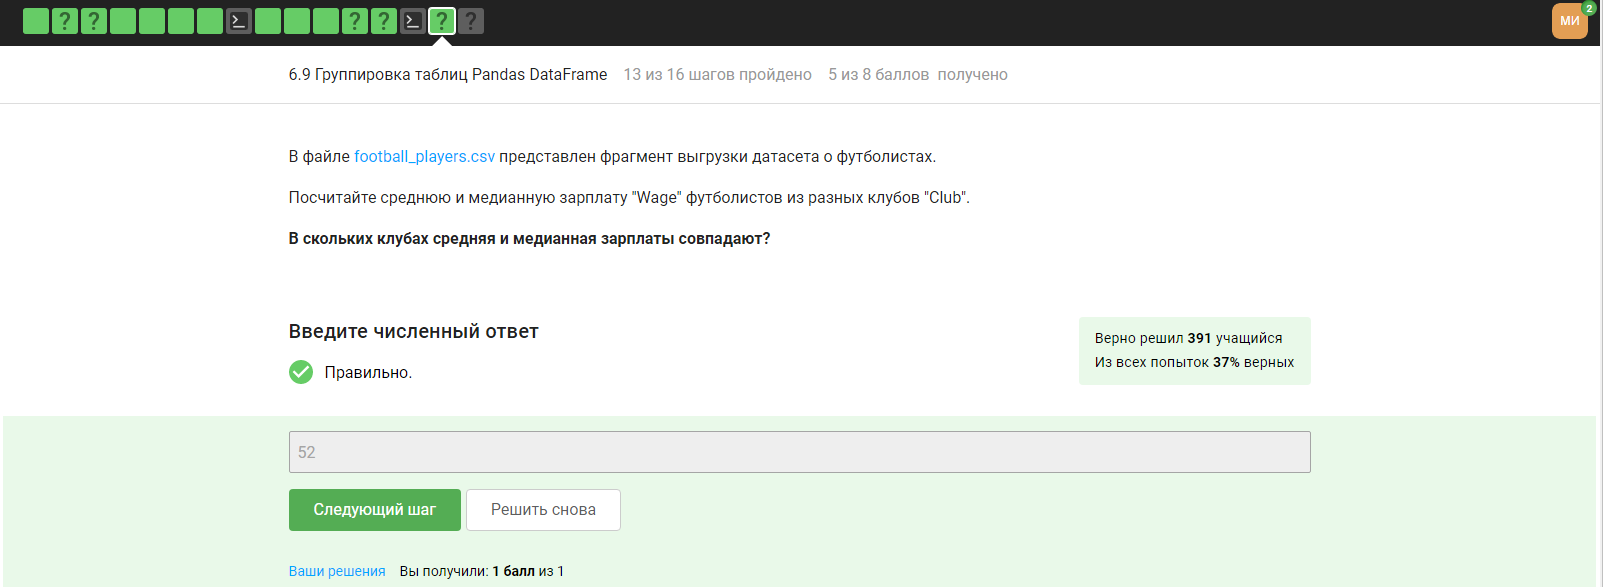 ? ? ? ? ? ?
МИ 2
6.9 Группировка таблиц Pandas DataFrame 13 из 16 шагов пройдено 5 из 8 баллов получено
В файле football_players.csv представлен фрагмент выгрузки датасета о футболистах.
Посчитайте среднюю и медианную зарплату "Wage" футболистов из разных клубов "Club".
В скольких клубах средняя и медианная зарплаты совпадают?
Введите численный ответ
Правильно.
Верно решил 391 учащийся
Из всех попыток 37% верных
52
Следующий шаг Решить снова
Ваши решения Вы получили: 1 балл из 1